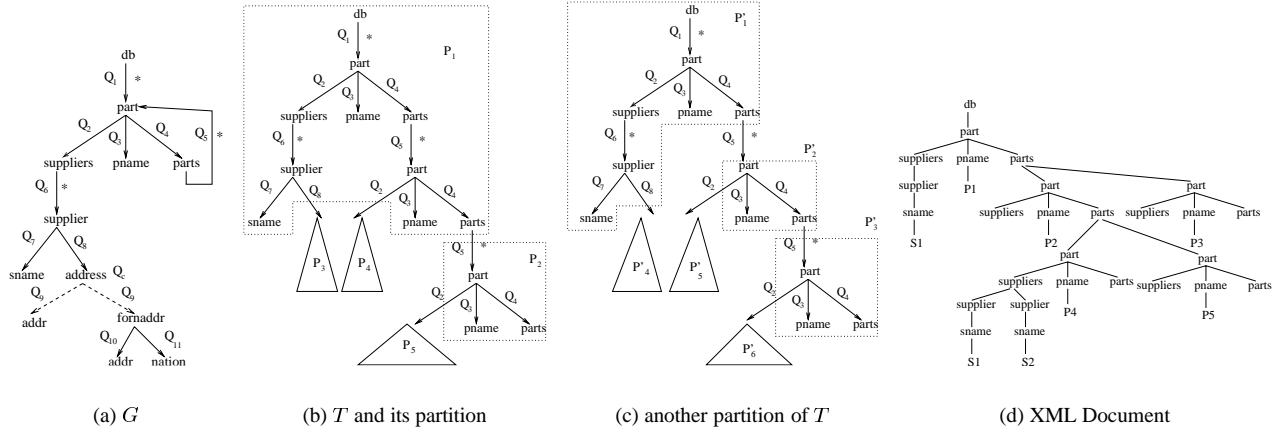 db
Q1 *
part
Q2 Q3 Q4 Q5 *
suppliers pname parts
Q6 *
supplier
Q7 Q8
sname address Qc
Q9 Q9
addr fornaddr
Q10 Q11
addr nation
(a) G
db
Q1 * P1
part
Q2 Q3 Q4
suppliers pname parts
Q6 * Q5 *
supplier part
Q7 Q8 Q2 Q3 Q4
sname pname parts
P3 P4 Q5 * P2
part
Q2 Q3 Q4
pname parts
P5
(b) T and its partition
db P'1
Q1 *
part
Q2 Q3 Q4
suppliers pname parts
Q6 * Q5 * P'2
supplier part
Q7 Q8 Q2 Q3 Q4
sname pname parts P'3
P'4 P'5 Q5 *
part
Q2 Q3 Q4
pname parts
P'6
(c) another partition of T
db
part
suppliers pname parts
supplier P1 part part
sname suppliers pname parts suppliers pname parts
S1 P2 P3
part part
suppliers pname parts suppliers pname parts
supplier supplier P4 P5
sname sname
S1 S2
(d) XML Document